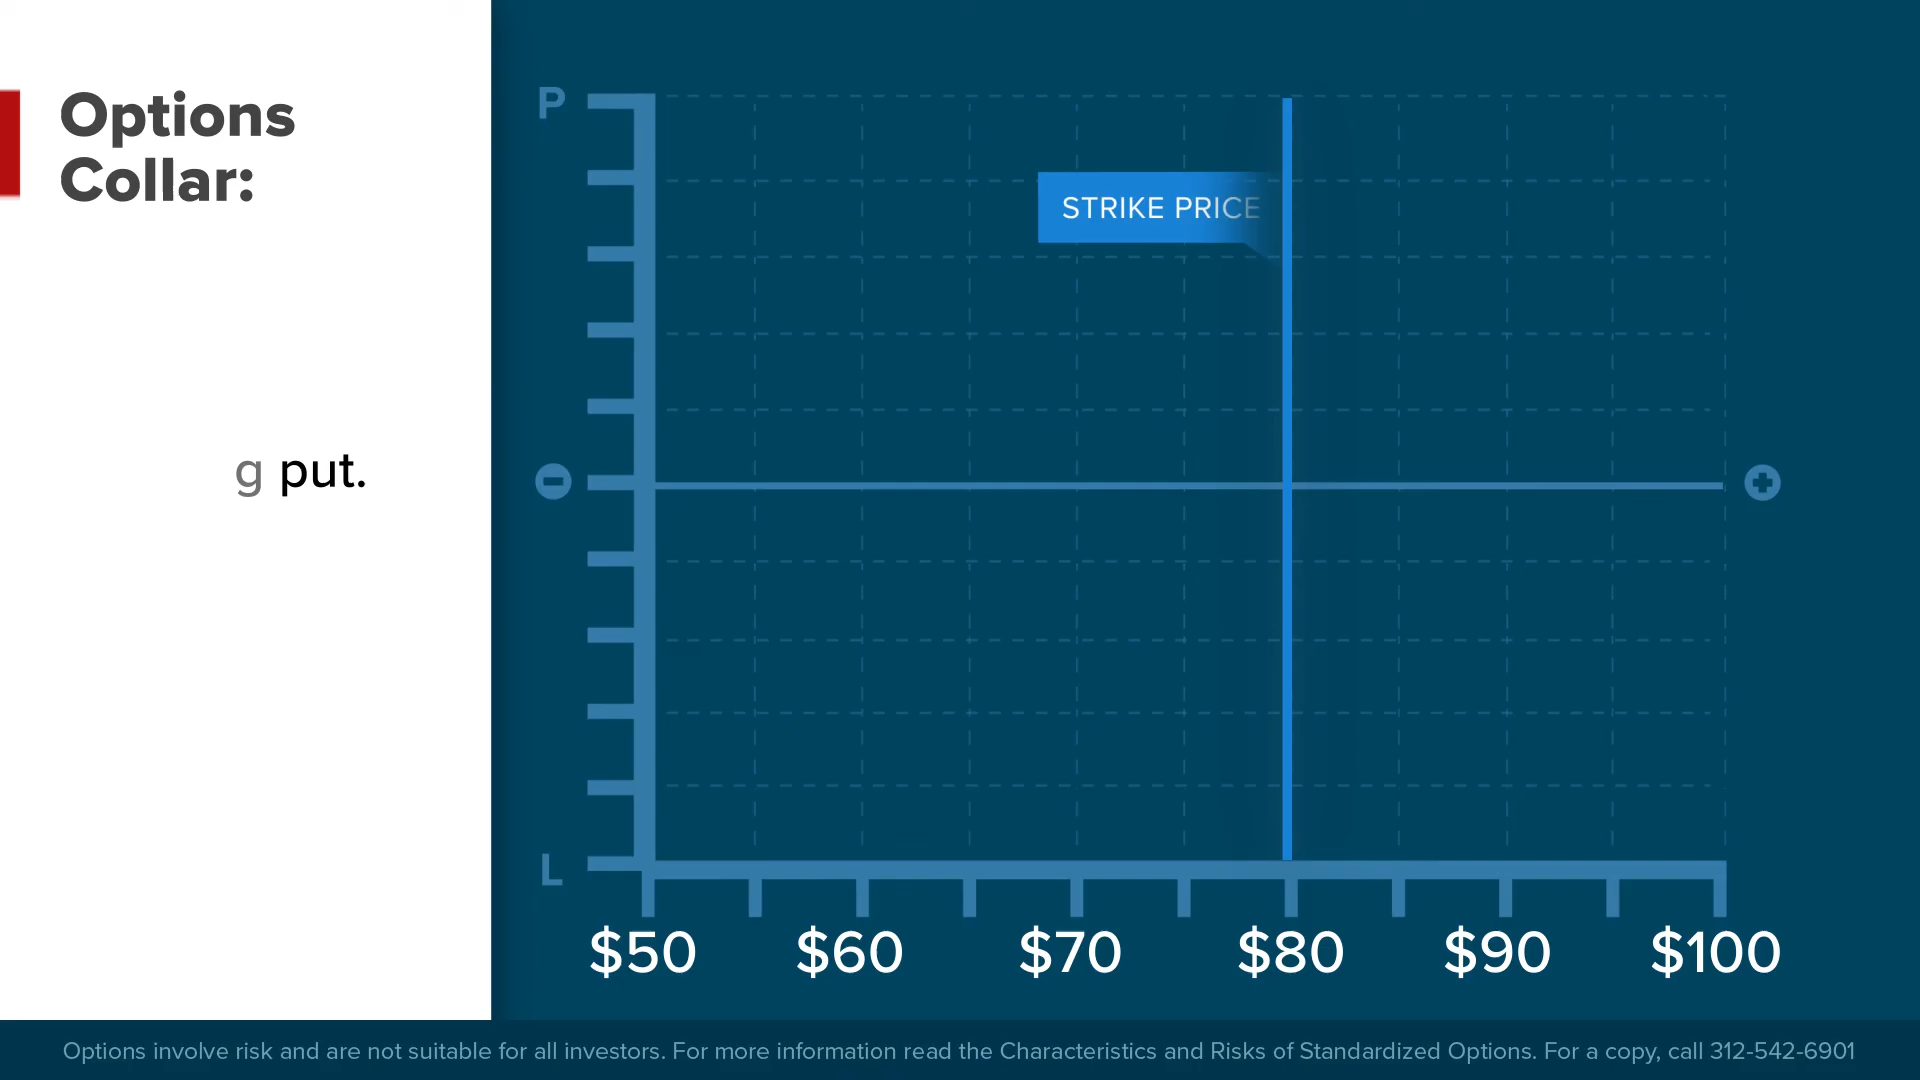 Options
Collar:
g put.
P
STRIKE PRICE
L
$50 $60 $70 $80 $90 $100
Options involve risk and are not suitable for all investors. For more information read the Characteristics and Risks of Standardized Options. For a copy, call 312-542-6901